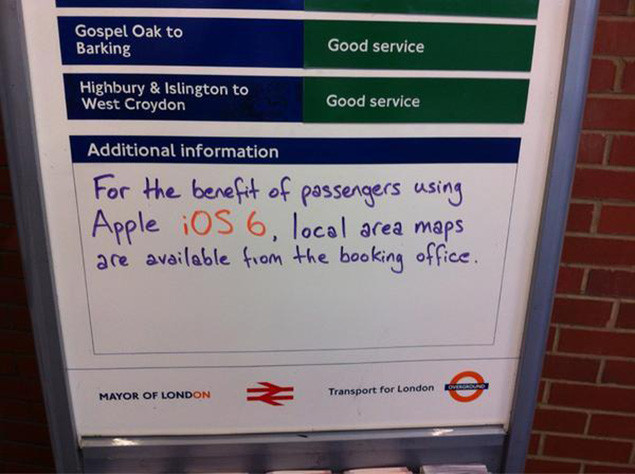 Gospel Oak to
Barking
Good service
Highbury & Islington to
West Croydon
Good service
Additional information
For the benefit of passengers using
Apple iOS 6, local area maps
are available from the booking office.
MAYOR OF LONDON
Transport for London
OVERGROUND